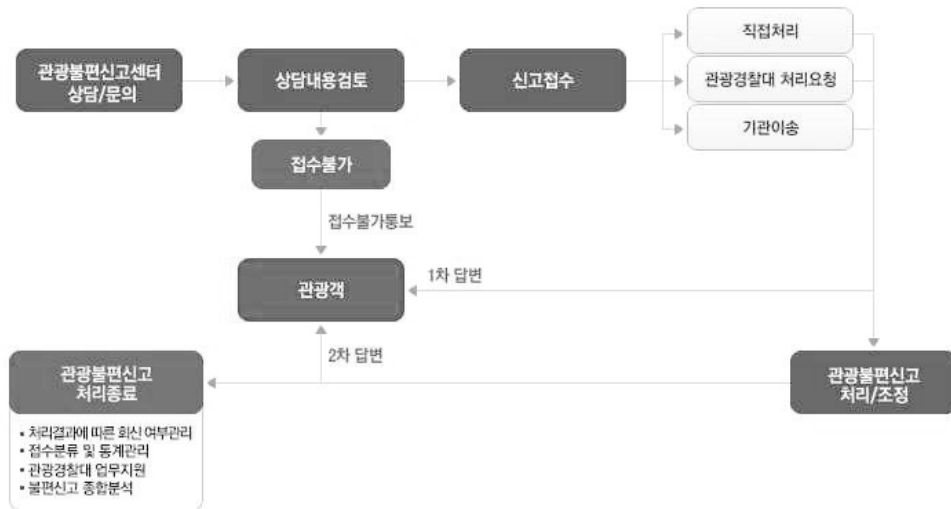 관광불편신고센터
상담/문의
상담내용검토
신고접수
직접처리
관광경찰대 처리요청
기관이송
접수불가
접수불가통보
관광객
1차 답변
2차 답변
관광불편신고
처리/조정
관광불편신고
처리종료
▪ 처리결과에 따른 회신 여부관리
▪ 접수분류 및 통계관리
▪ 관광경찰대 업무지원
▪ 불편신고 종합분석